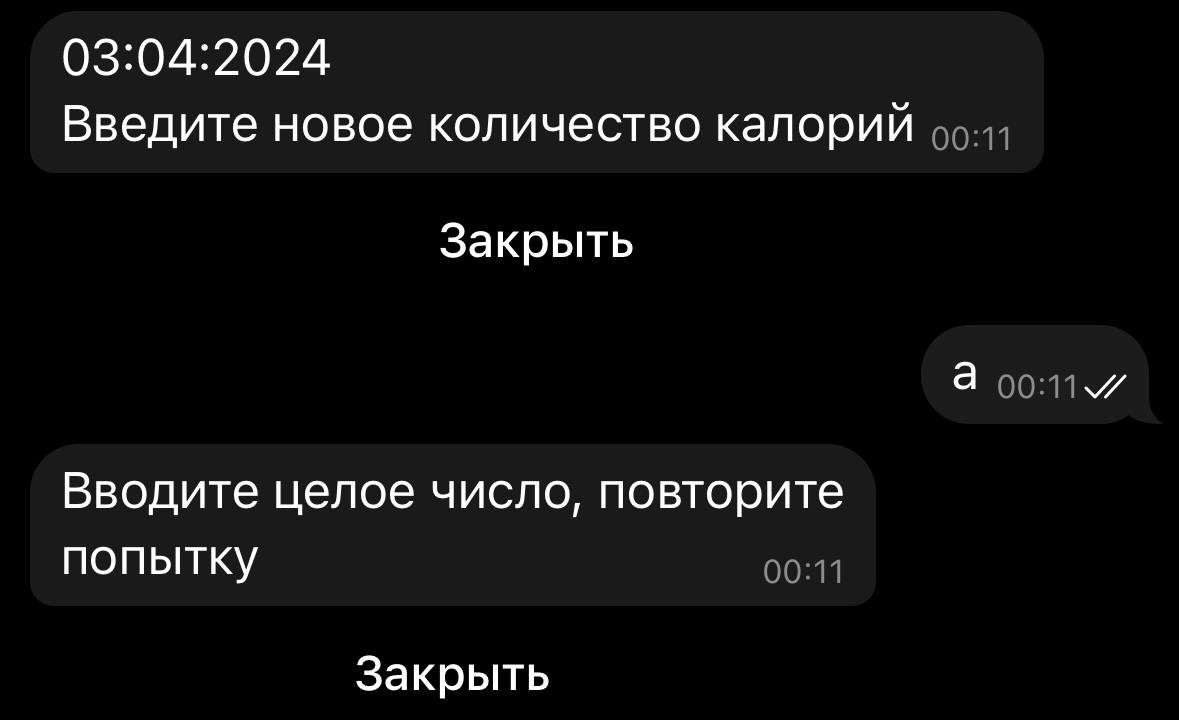 03:04:2024
Введите новое количество калорий 00:11
Закрыть
а 00:11
Вводите целое число, повторите
попытку 00:11
Закрыть